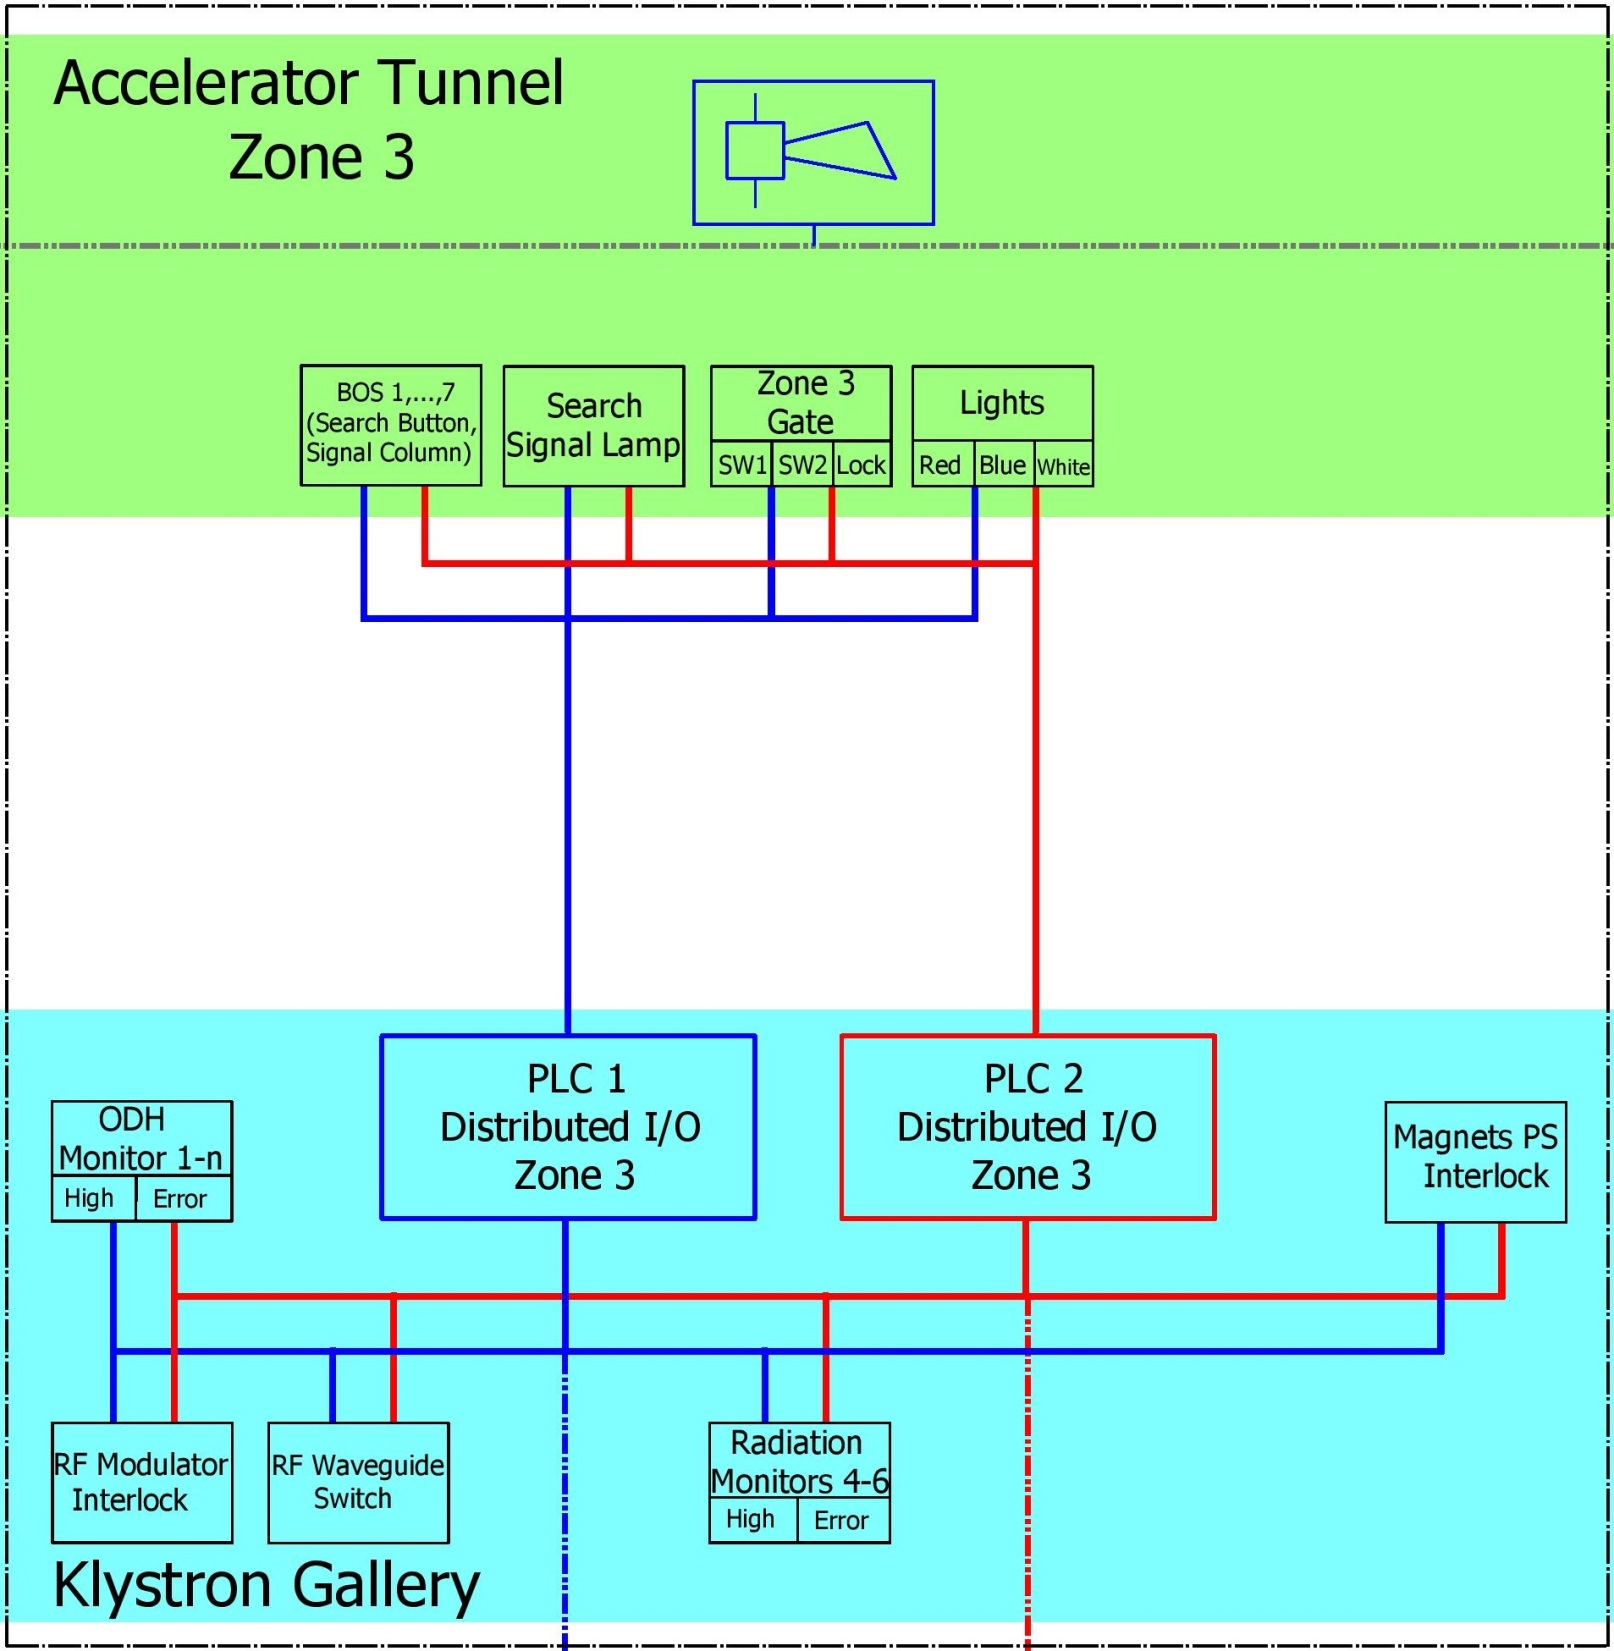 Accelerator Tunnel
Zone 3
BOS 1,...,7
(Search Button,
Signal Column)
Search
Signal Lamp
Zone 3
Gate
SW1 SW2 Lock
Lights
Red Blue White
PLC 1
Distributed I/O
Zone 3
PLC 2
Distributed I/O
Zone 3
ODH
Monitor 1-n
High Error
Magnets PS
Interlock
RF Modulator
Interlock
RF Waveguide
Switch
Radiation
Monitors 4-6
High Error
Klystron Gallery